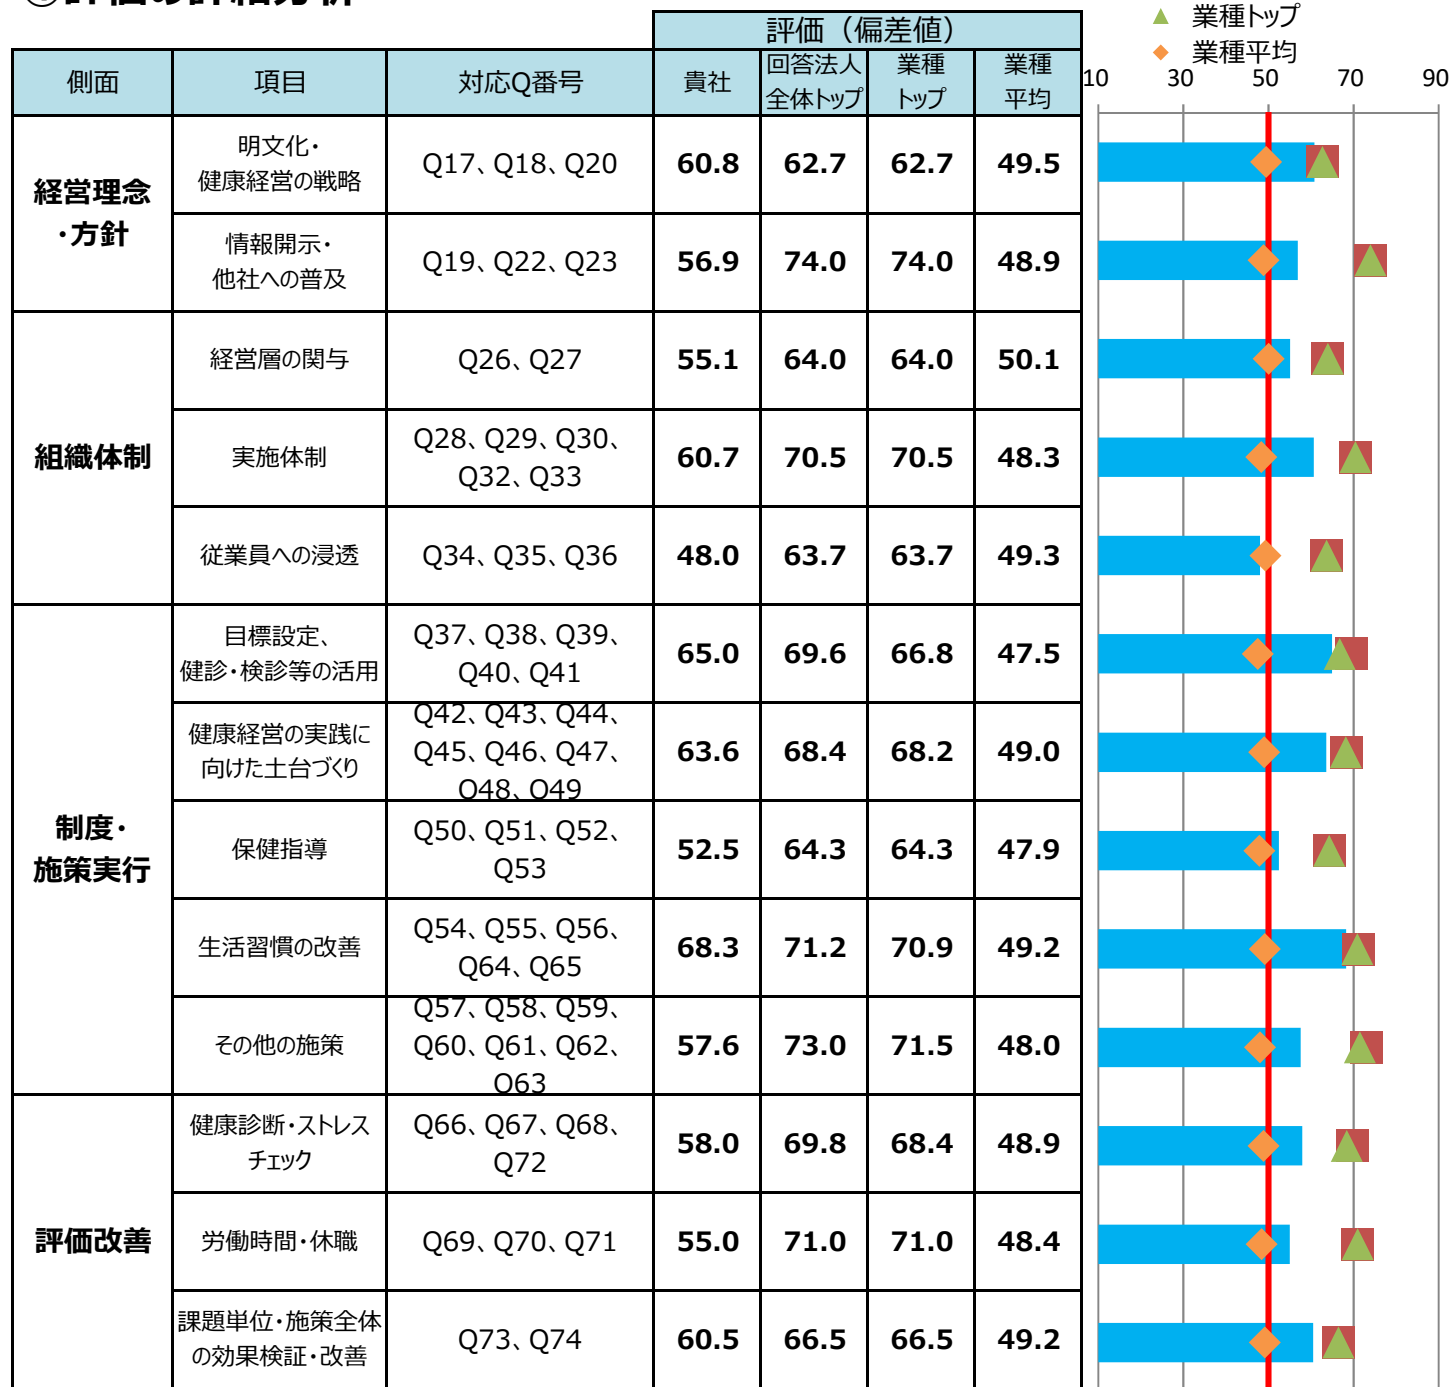 ▲ 業種トップ
◆ 業種平均
10 30 50 70 90
評価（偏差値）
側面 項目 対応Q番号 貴社 回答法人全体トップ 業種トップ 業種平均
経営理念
・方針
明文化・
健康経営の戦略
Q17、Q18、Q20 60.8 62.7 62.7 49.5
情報開示・
他社への普及
Q19、Q22、Q23 56.9 74.0 74.0 48.9
組織体制
経営層の関与 Q26、Q27 55.1 64.0 64.0 50.1
実施体制
Q28、Q29、Q30、
Q32、Q33
60.7 70.5 70.5 48.3
従業員への浸透 Q34、Q35、Q36 48.0 63.7 63.7 49.3
制度・
施策実行
目標設定、
健診・検診等の活用
Q37、Q38、Q39、
Q40、Q41
65.0 69.6 66.8 47.5
健康経営の実践に
向けた土台づくり
Q42、Q43、Q44、
Q45、Q46、Q47、
Q48、Q49
63.6 68.4 68.2 49.0
保健指導
Q50、Q51、Q52、
Q53
52.5 64.3 64.3 47.9
生活習慣の改善
Q54、Q55、Q56、
Q64、Q65
68.3 71.2 70.9 49.2
その他の施策
Q57、Q58、Q59、
Q60、Q61、Q62、
Q63
57.6 73.0 71.5 48.0
評価改善
健康診断・ストレス
チェック
Q66、Q67、Q68、
Q72
58.0 69.8 68.4 48.9
労働時間・休職 Q69、Q70、Q71 55.0 71.0 71.0 48.4
課題単位・施策全体
の効果検証・改善
Q73、Q74 60.5 66.5 66.5 49.2